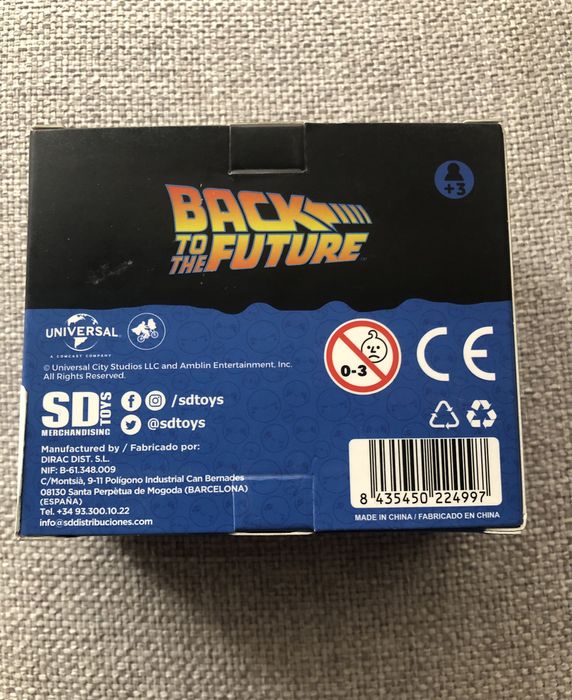 +3
BACK
TO THE FUTURE
UNIVERSAL
A COMCAST COMPANY
© Universal City Studios LLC and Amblin Entertainment, Inc.
All Rights Reserved.
0-3
CE
SD TOYS
MERCHANDISING
/sdtoys
@sdtoys
Manufactured by / Fabricado por:
DIRAC DIST. S.L.
NIF: B-61.348.009
C/Montsià, 9-11 Polígono Industrial Can Bernades
08130 Santa Perpètua de Mogoda (BARCELONA)
(ESPAÑA)
Tel. +34 93.300.10.22
info@sddistribuciones.com
8 435450 224997
MADE IN CHINA / FABRICADO EN CHINA